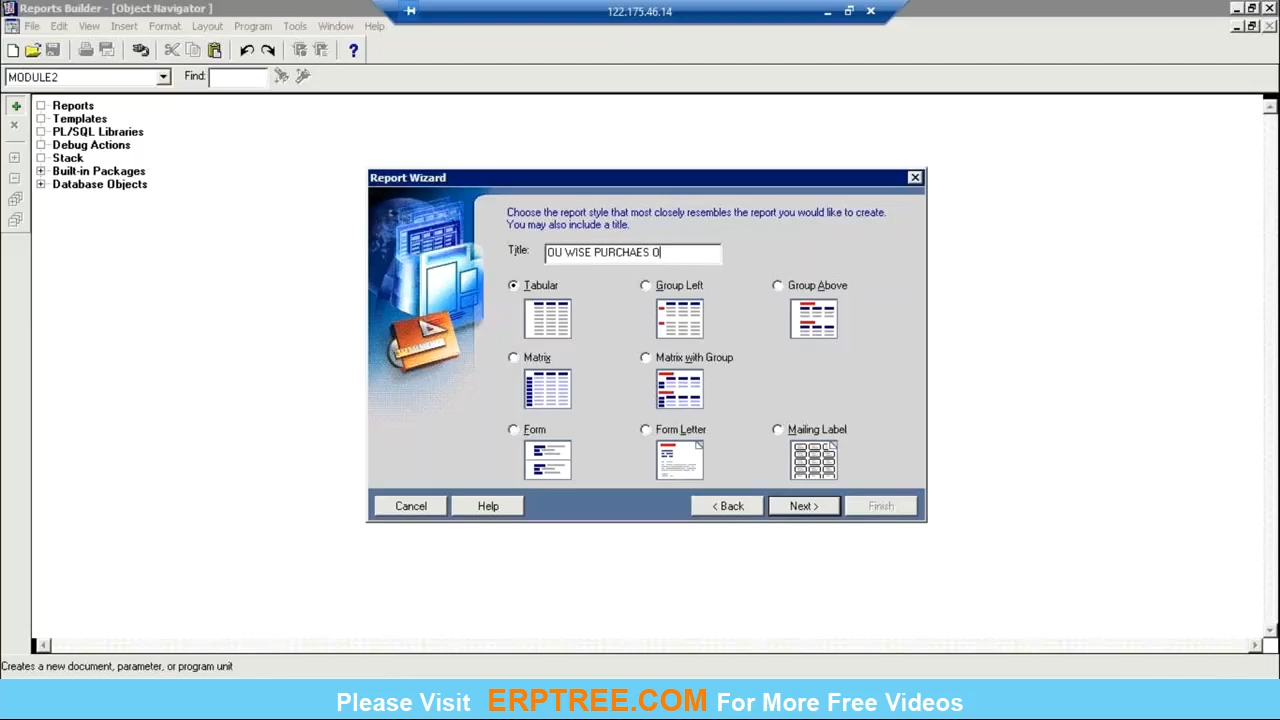 Reports Builder - [Object Navigator ]
122.175.46.14
File Edit View Insert Format Layout Program Tools Window Help
MODULE2 Find:
Reports
Templates
PL/SQL Libraries
Debug Actions
Stack
Built-in Packages
Database Objects
Report Wizard
Choose the report style that most closely resembles the report you would like to create.
You may also include a title.
Title: OU WISE PURCHAES O
Tabular Group Left Group Above
Matrix Matrix with Group
Form Form Letter Mailing Label
Cancel Help < Back Next > Finish
Creates a new document, parameter, or program unit
Please Visit ERPTREE.COM For More Free Videos